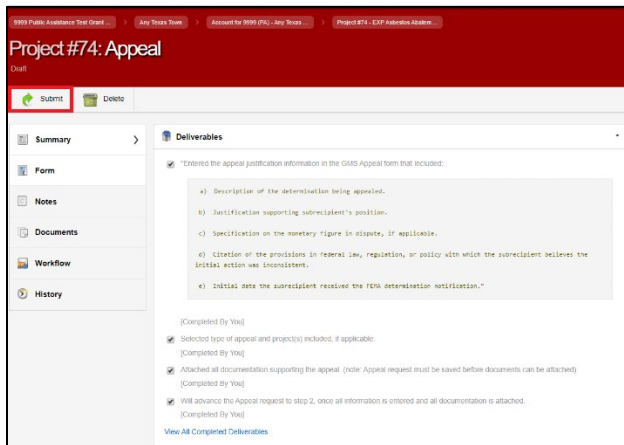 9999 Public Assistance Test Grant ...
Any Texas Town
Account for 9999 (PA) - Any Texas ...
Project #74 - EXP Asbestos Abatem...
Project #74: Appeal
Draft
Submit
Delete
Summary
Form
Notes
Documents
Workflow
History
Deliverables
"Entered the appeal justification information in the GMS Appeal form that included:
a) Description of the determination being appealed.
b) Justification supporting subrecipient's position.
c) Specification on the monetary figure in dispute, if applicable.
d) Citation of the provisions in federal law, regulation, or policy with which the subrecipient believes the
initial action was inconsistent.
e) Initial date the subrecipient received the FEMA determination notification."
[Completed By You]
Selected type of appeal and project(s) included, if applicable.
[Completed By You]
Attached all documentation supporting the appeal. (note: Appeal request must be saved before documents can be attached)
[Completed By You]
Will advance the Appeal request to step 2, once all information is entered and all documentation is attached.
[Completed By You]
View All Completed Deliverables